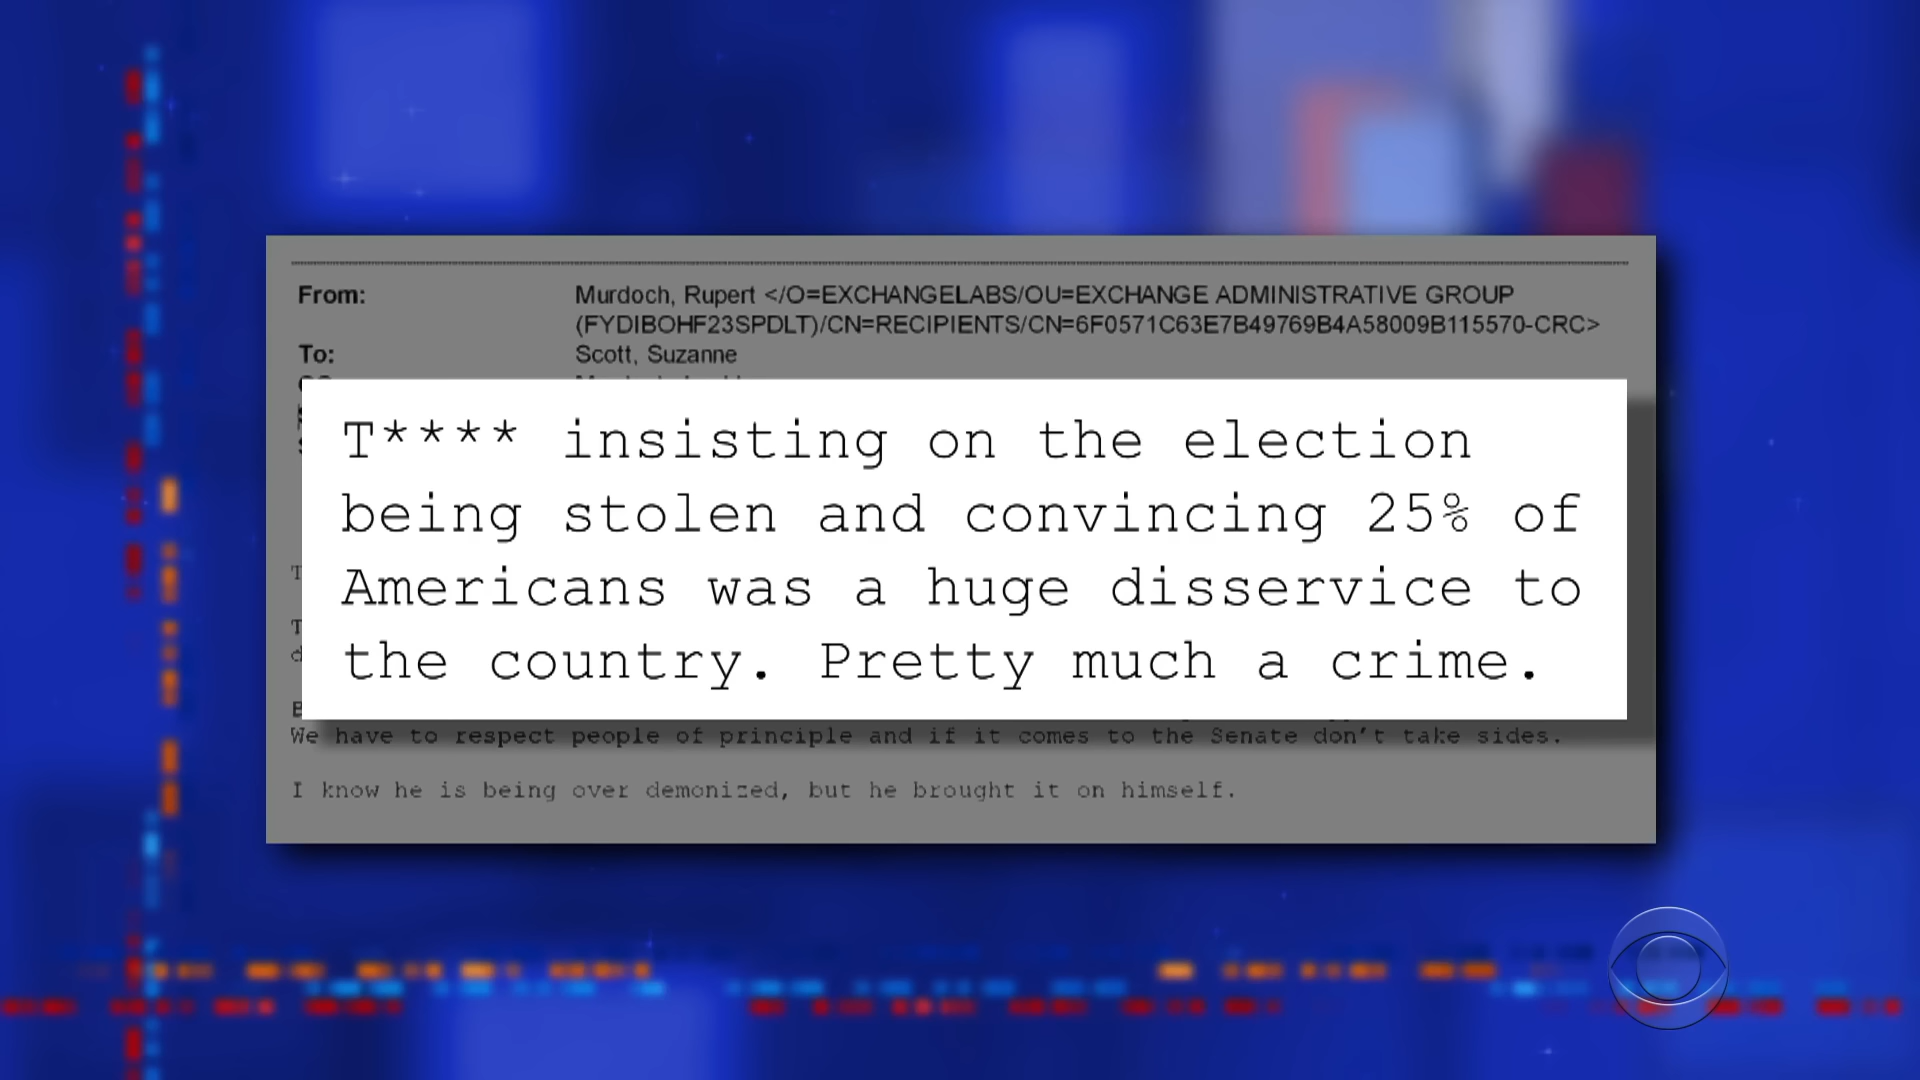 From: Murdoch, Rupert </O=EXCHANGELABS/OU=EXCHANGE ADMINISTRATIVE GROUP
(FYDIBOHF23SPDLT)/CN=RECIPIENTS/CN=6F0571C63E7B49769B4A58009B115570-CRC>
To: Scott, Suzanne
T**** insisting on the election
being stolen and convincing 25% of
Americans was a huge disservice to
the country. Pretty much a crime.
We have to respect people of principle and if it comes to the Senate don't take sides.
I know he is being over demonized, but he brought it on himself.